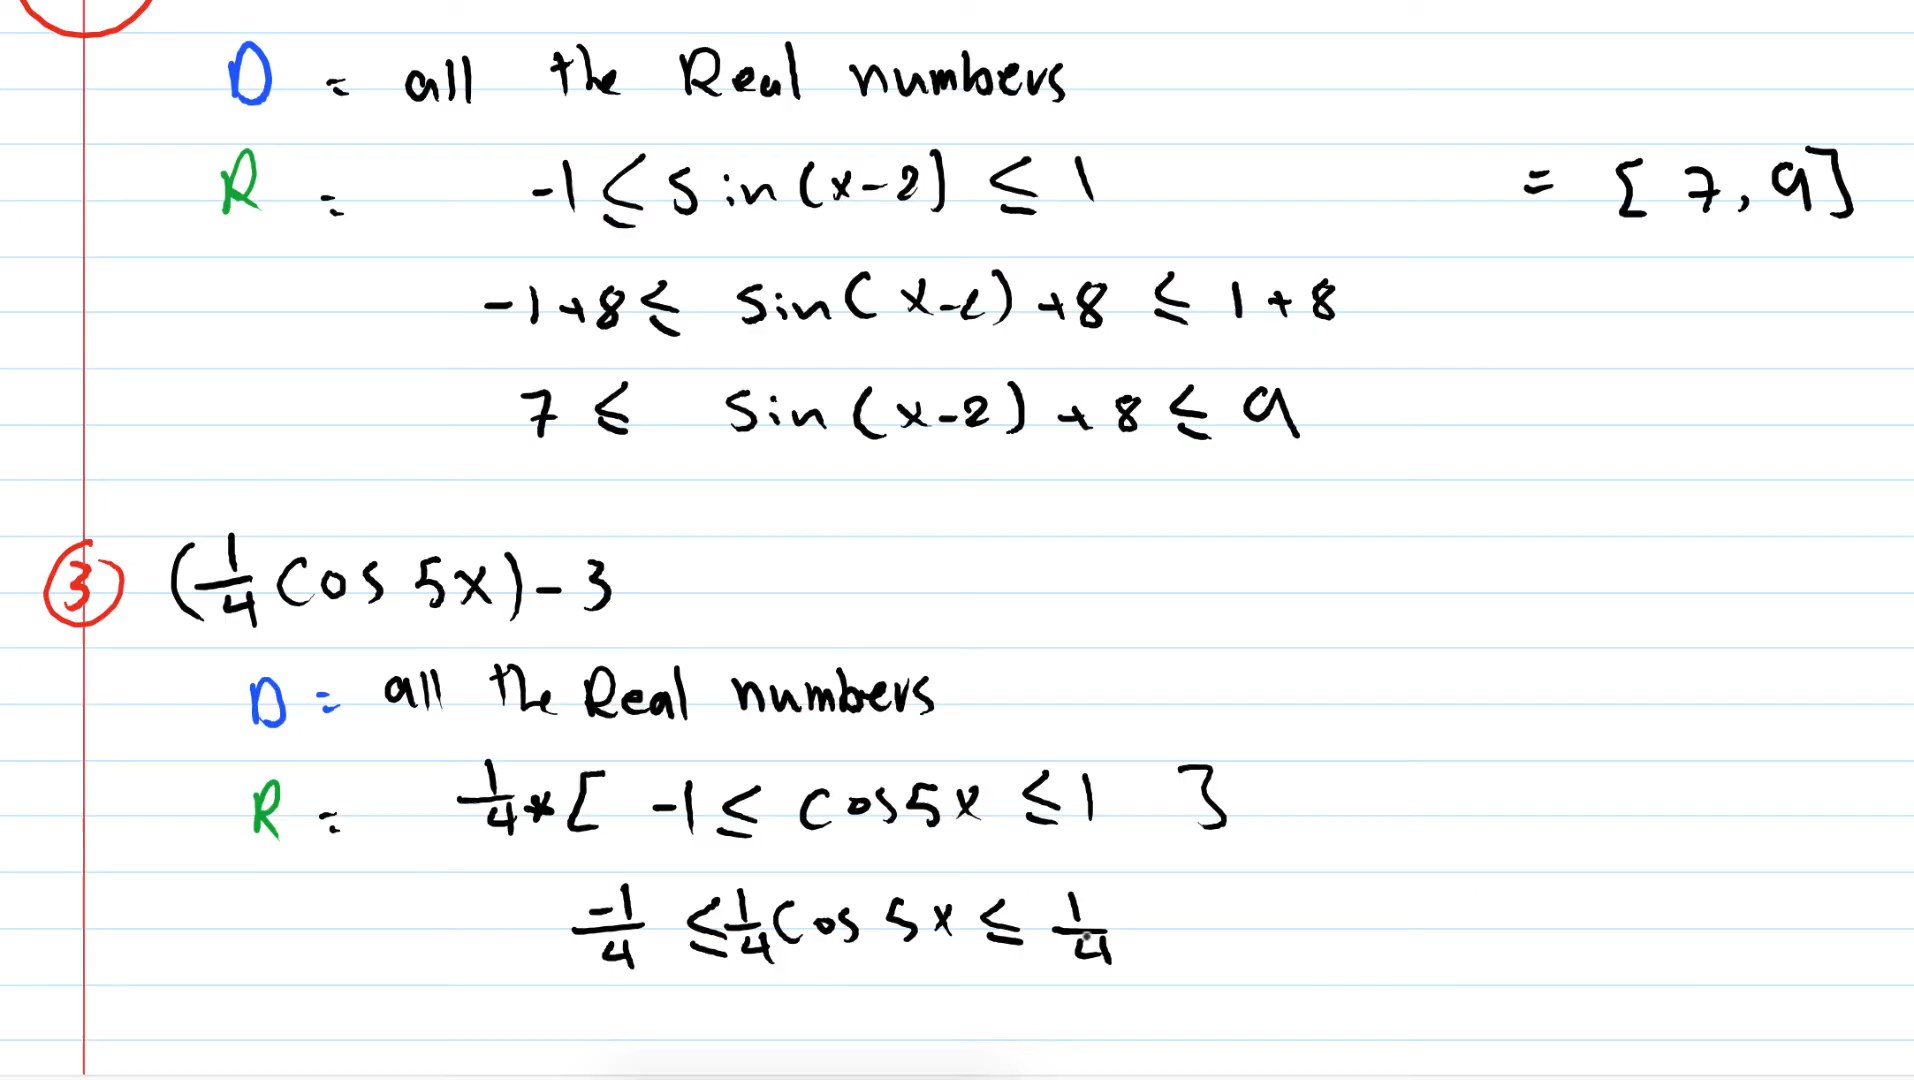 D = all the Real numbers
R = -1 ≤ sin(x-2] ≤ 1 = [7, 9]
-1+8 ≤ sin(x-2) +8 ≤ 1+8
7 ≤ sin(x-2) + 8 ≤ 9
3 (1/4 cos 5x) - 3
D = all the Real numbers
R = 1/4 * [ -1 ≤ cos5x ≤ 1 ]
-1/4 ≤ 1/4 cos 5x ≤ 1/4